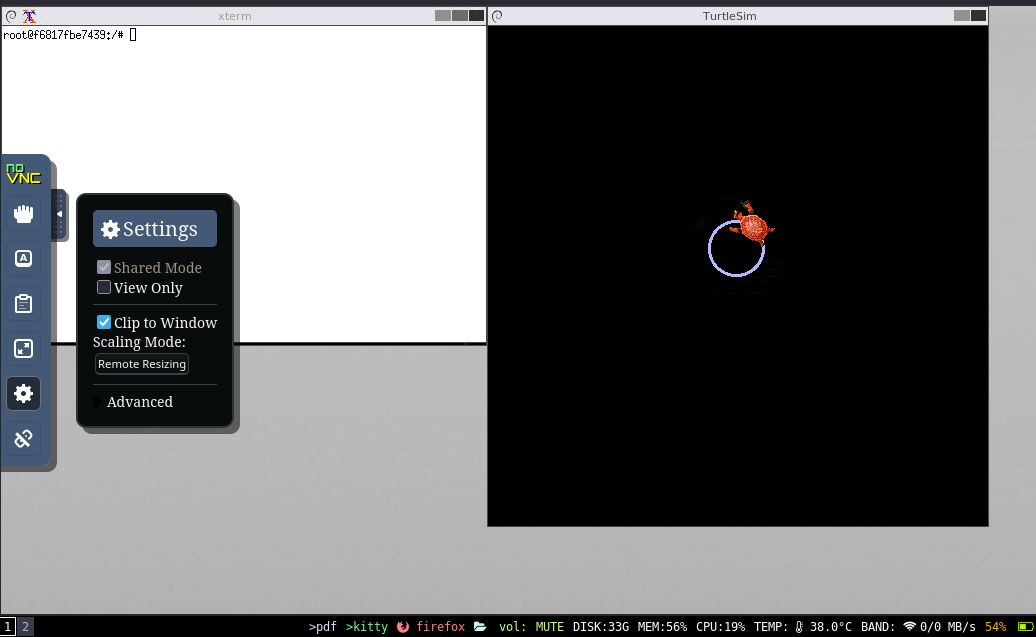 xterm
TurtleSim
root@f6817fbe7439:/#
no
VNC
A
Settings
Shared Mode
View Only
Clip to Window
Scaling Mode:
Remote Resizing
Advanced
1 2 >pdf >kitty firefox vol: MUTE DISK:33G MEM:56% CPU:19% TEMP: 38.0°C BAND: 0/0 MB/s 54%